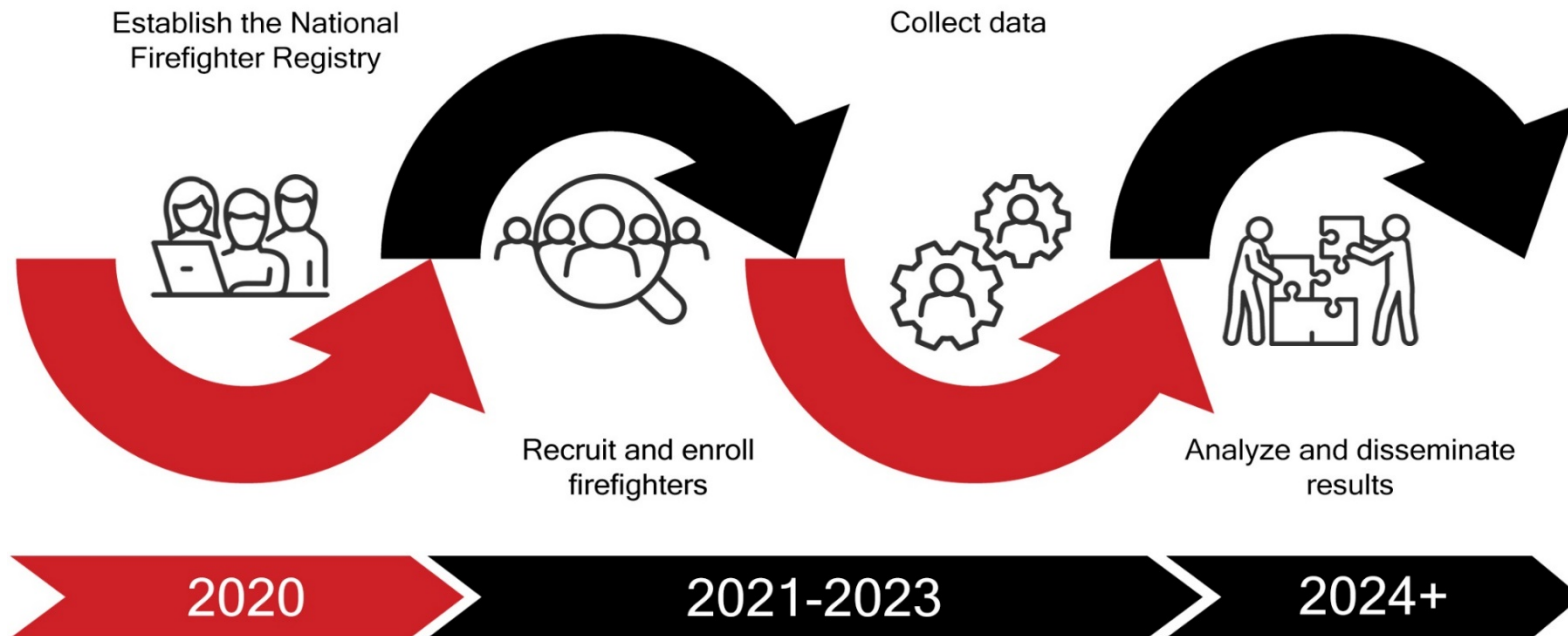 Establish the National
Firefighter Registry
Collect data
Recruit and enroll
firefighters
Analyze and disseminate
results
2020
2021-2023
2024+